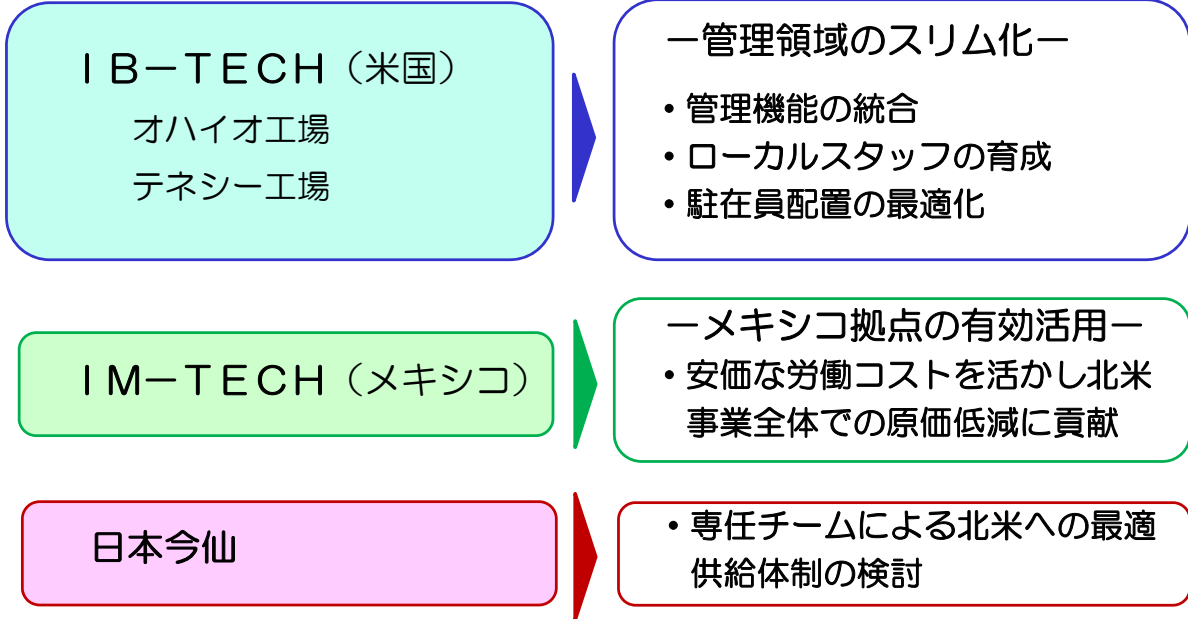 ＩＢ－ＴＥＣＨ（米国）
オハイオ工場
テネシー工場
－管理領域のスリム化－
・管理機能の統合
・ローカルスタッフの育成
・駐在員配置の最適化
ＩＭ－ＴＥＣＨ（メキシコ）
－メキシコ拠点の有効活用－
・安価な労働コストを活かし北米
事業全体での原価低減に貢献
日本今仙
・専任チームによる北米への最適
供給体制の検討